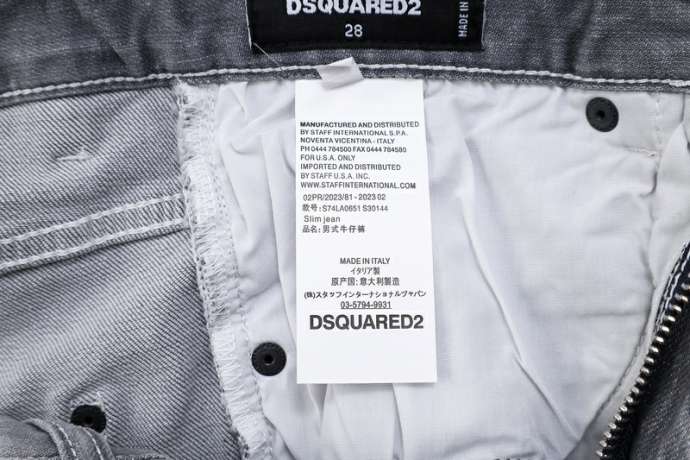 DSQUARED2
28
MADE IN
MANUFACTURED AND DISTRIBUTED
BY STAFF INTERNATIONAL S.P.A.
NOVENTA VICENTINA - ITALY
PH 0444 784500 FAX 0444 784580
FOR U.S.A. ONLY
IMPORTED AND DISTRIBUTED
BY STAFF U.S.A. INC.
WWW.STAFFINTERNATIONAL.COM
02PR/2023/81 - 2023 02
款号: S74LA0651 S30144
Slim jean
品名: 男式牛仔裤
MADE IN ITALY
イタリア製
原产国: 意大利製造
(株)スタッフインターナショナルジャパン
03-5794-9931
DSQUARED2